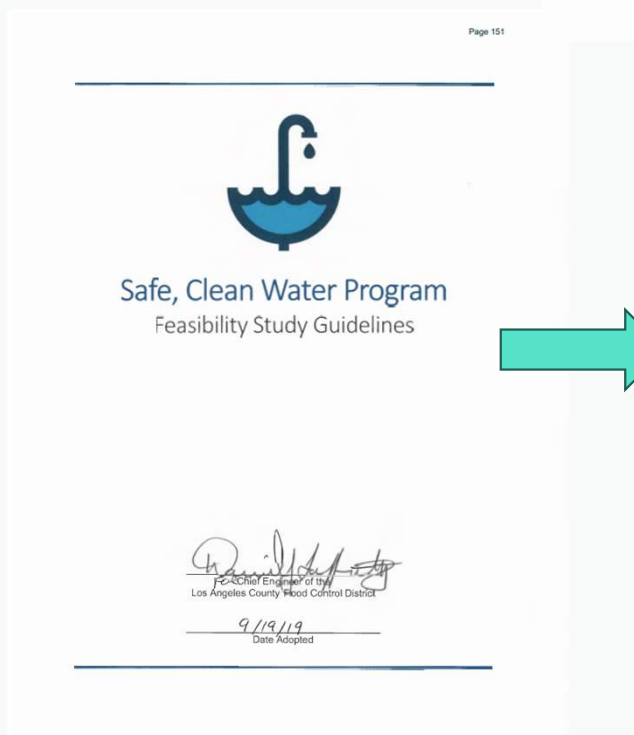 Page 151
Safe, Clean Water Program
Feasibility Study Guidelines
For Chief Engineer of the
Los Angeles County Flood Control District
9/19/19
Date Adopted